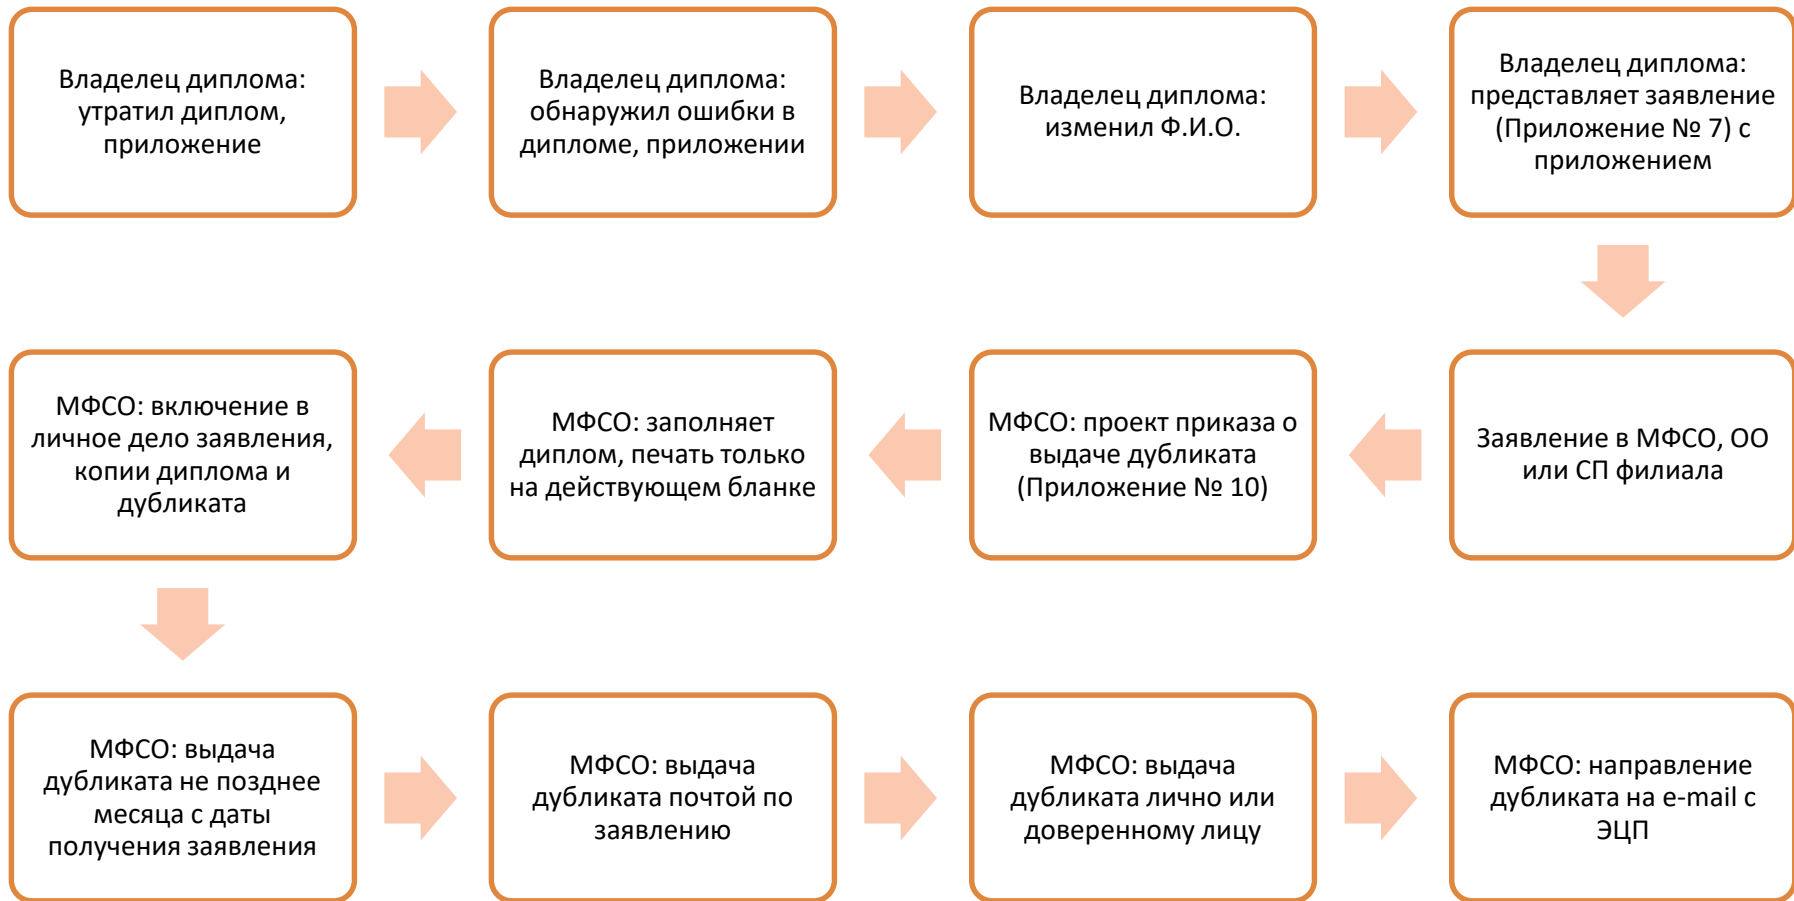 Владелец диплома:
утратил диплом,
приложение
Владелец диплома:
обнаружил ошибки в
дипломе, приложении
Владелец диплома:
изменил Ф.И.О.
Владелец диплома:
представляет заявление
(Приложение № 7) с
приложением
Заявление в МФСО, ОО
или СП филиала
МФСО: проект приказа о
выдаче дубликата
(Приложение № 10)
МФСО: заполняет
диплом, печать только
на действующем бланке
МФСО: включение в
личное дело заявления,
копии диплома и
дубликата
МФСО: выдача
дубликата не позднее
месяца с даты
получения заявления
МФСО: выдача
дубликата почтой по
заявлению
МФСО: выдача
дубликата лично или
доверенному лицу
МФСО: направление
дубликата на e-mail с
ЭЦП